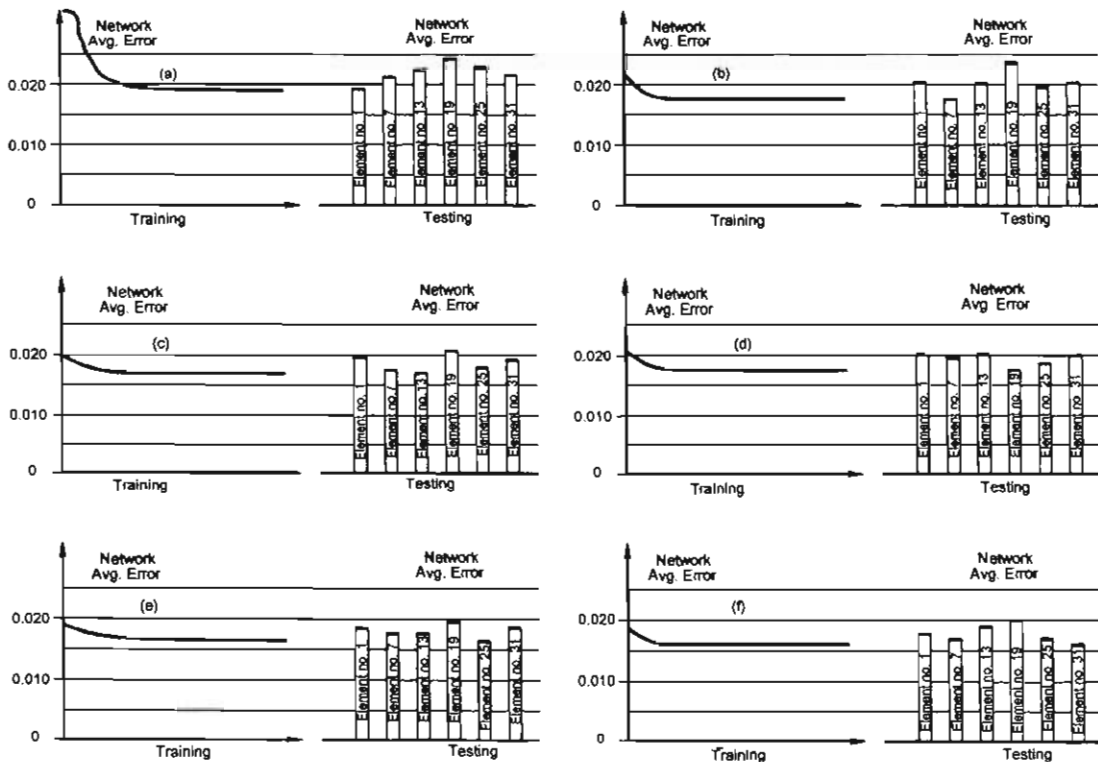 Network
Avg. Error
(a)
0.020
0.010
0
Training
Network
Avg. Error
Element no. 1
Element no. 7
Element no. 13
Element no. 19
Element no. 25
Element no. 31
Testing
Network
Avg. Error
(b)
0.020
0.010
0
Training
Network
Avg. Error
Element no. 1
Element no. 7
Element no. 13
Element no. 19
Element no. 25
Element no. 31
Testing
Network
Avg. Error
(c)
0.020
0.010
0
Training
Network
Avg. Error
Element no. 1
Element no. 7
Element no. 13
Element no. 19
Element no. 25
Element no. 31
Testing
Network
Avg. Error
(d)
0.020
0.010
0
Training
Network
Avg. Error
Element no. 1
Element no. 7
Element no. 13
Element no. 19
Element no. 25
Element no. 31
Testing
Network
Avg. Error
(e)
0.020
0.010
0
Training
Network
Avg. Error
Element no. 1
Element no. 7
Element no. 13
Element no. 19
Element no. 25
Element no. 31
Testing
Network
Avg. Error
(f)
0.020
0.010
0
Training
Network
Avg. Error
Element no. 1
Element no. 7
Element no. 13
Element no. 19
Element no. 25
Element no. 31
Testing